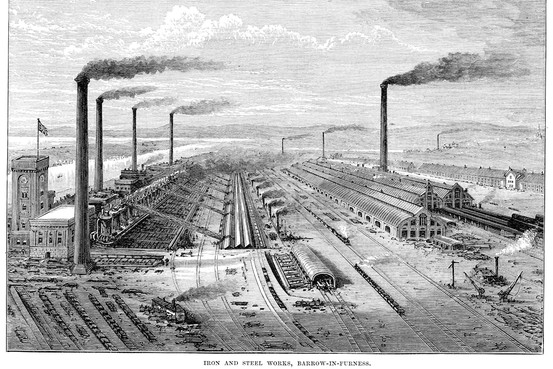 IRON AND STEEL WORKS, BARROW-IN-FURNESS.